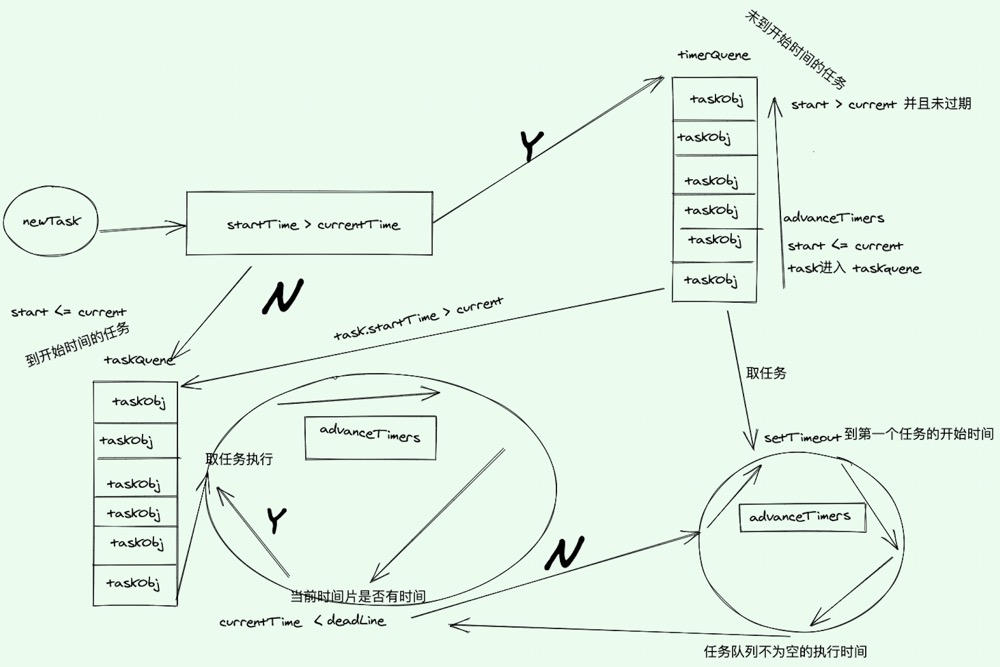 未到开始时间的任务
timerQuene
taskObj
taskObj
taskObj
taskObj
taskObj
taskObj
start > current 并且未过期
advanceTimers
start <= current
task进入 taskquene
Y
newTask
startTime > currentTime
N
start <= current
到开始时间的任务
taskQuene
taskObj
taskObj
taskObj
taskObj
taskObj
taskObj
task.startTime > current
advanceTimers
取任务执行
Y
当前时间片是否有时间
currentTime < deadLine
N
取任务
setTimeout 到第一个任务的开始时间
advanceTimers
任务队列不为空的执行时间